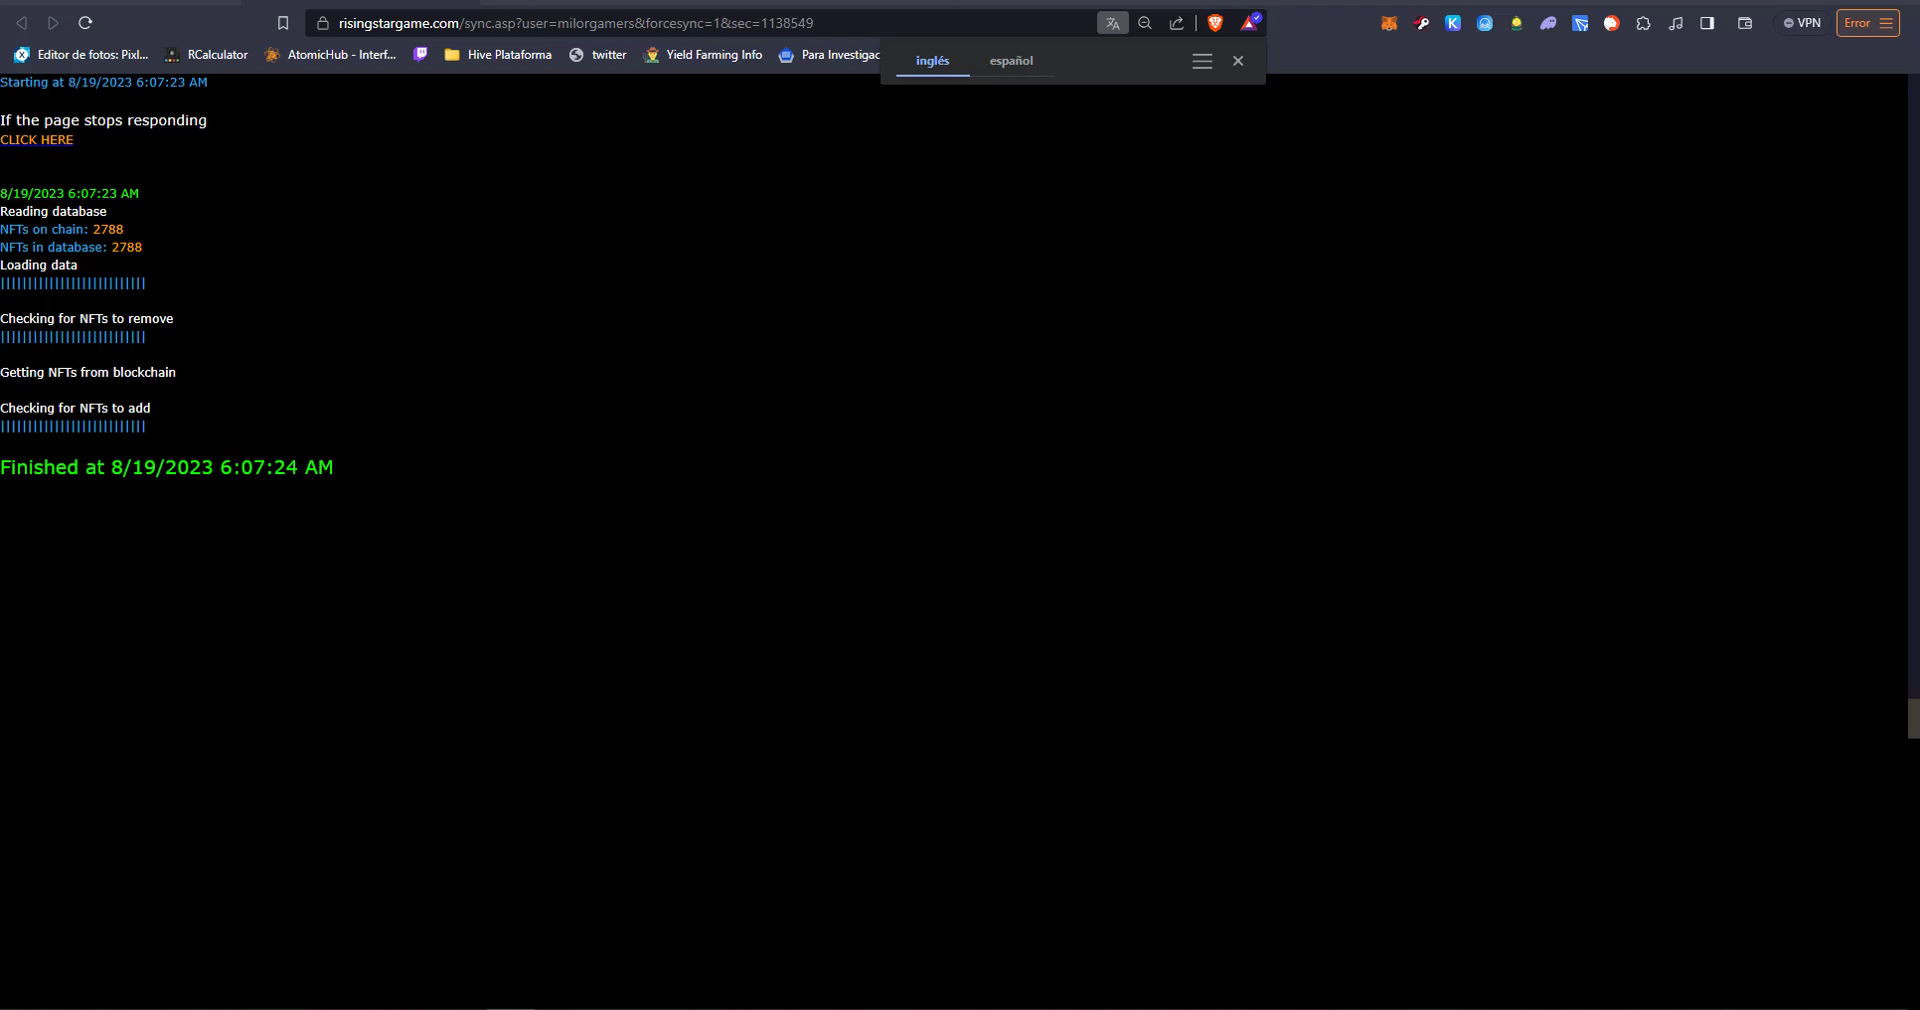 risingstargame.com/sync.asp?user=milorgamers&forcesync=1&sec=1138549
VPN
Error
Editor de fotos: Pixl...
RCalculator
AtomicHub - Interf...
Hive Plataforma
twitter
Yield Farming Info
Para Investigac
inglés
español
Starting at 8/19/2023 6:07:23 AM
If the page stops responding
CLICK HERE
8/19/2023 6:07:23 AM
Reading database
NFTs on chain: 2788
NFTs in database: 2788
Loading data
|||||||||||||||||||||||||||
Checking for NFTs to remove
|||||||||||||||||||||||||||
Getting NFTs from blockchain
Checking for NFTs to add
|||||||||||||||||||||||||||
Finished at 8/19/2023 6:07:24 AM